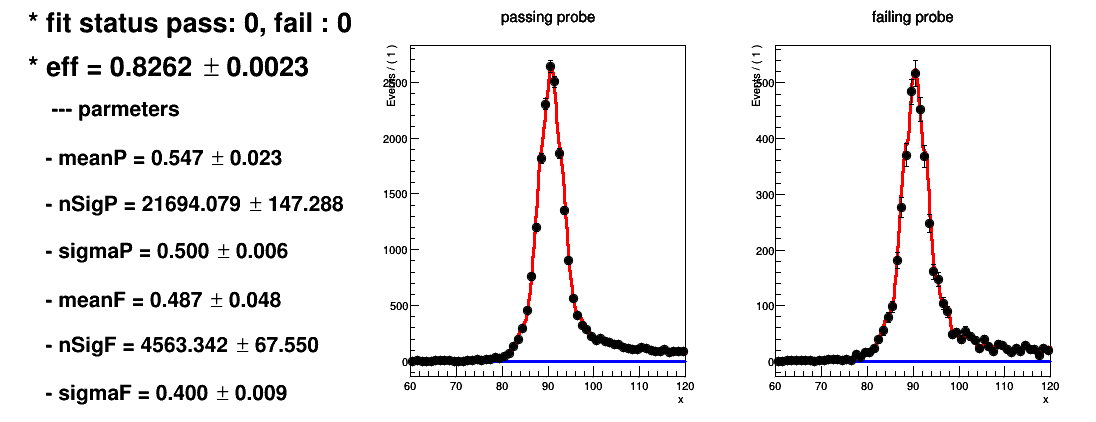 * fit status pass: 0, fail : 0
* eff = 0.8262 ± 0.0023
--- parmeters
- meanP = 0.547 ± 0.023
- nSigP = 21694.079 ± 147.288
- sigmaP = 0.500 ± 0.006
- meanF = 0.487 ± 0.048
- nSigF = 4563.342 ± 67.550
- sigmaF = 0.400 ± 0.009
passing probe
Events / ( 1 )
2500
2000
1500
1000
500
0
60 70 80 90 100 110 120
x
failing probe
Events / ( 1 )
500
400
300
200
100
0
60 70 80 90 100 110 120
x